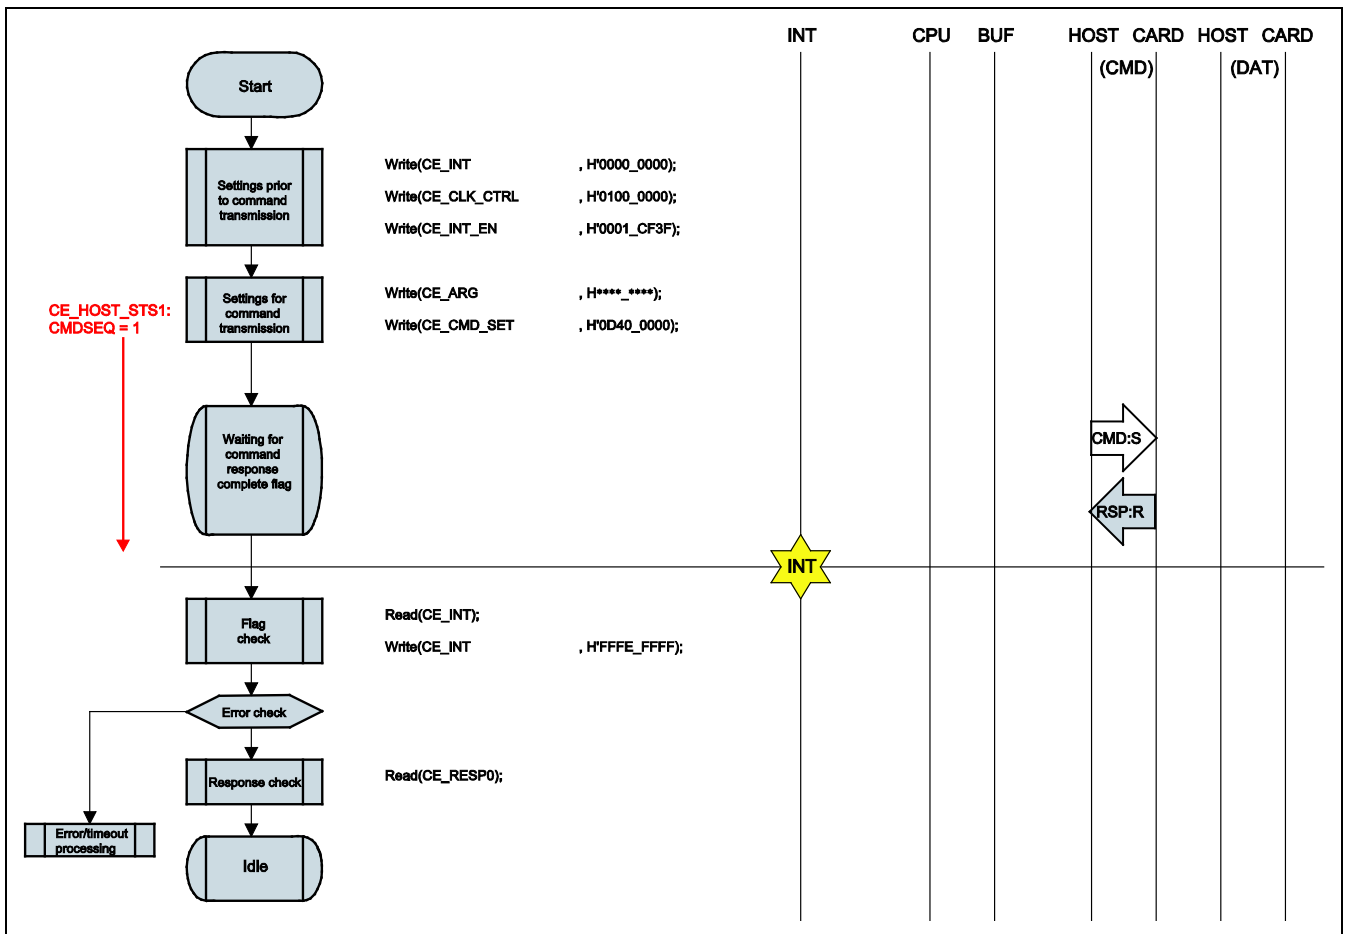 INT CPU BUF HOST CARD HOST CARD
(CMD) (DAT)
Start
Settings prior
to command
transmission
Write(CE_INT , H'0000_0000);
Write(CE_CLK_CTRL , H'0100_0000);
Write(CE_INT_EN , H'0001_CF3F);
CE_HOST_STS1:
CMDSEQ = 1
Settings for
command
transmission
Write(CE_ARG , H****_****);
Write(CE_CMD_SET , H'0D40_0000);
Waiting for
command
response
complete flag
CMD:S
RSP:R
INT
Flag
check
Read(CE_INT);
Write(CE_INT , H'FFFE_FFFF);
Error check
Response check
Read(CE_RESP0);
Error/timeout
processing
Idle